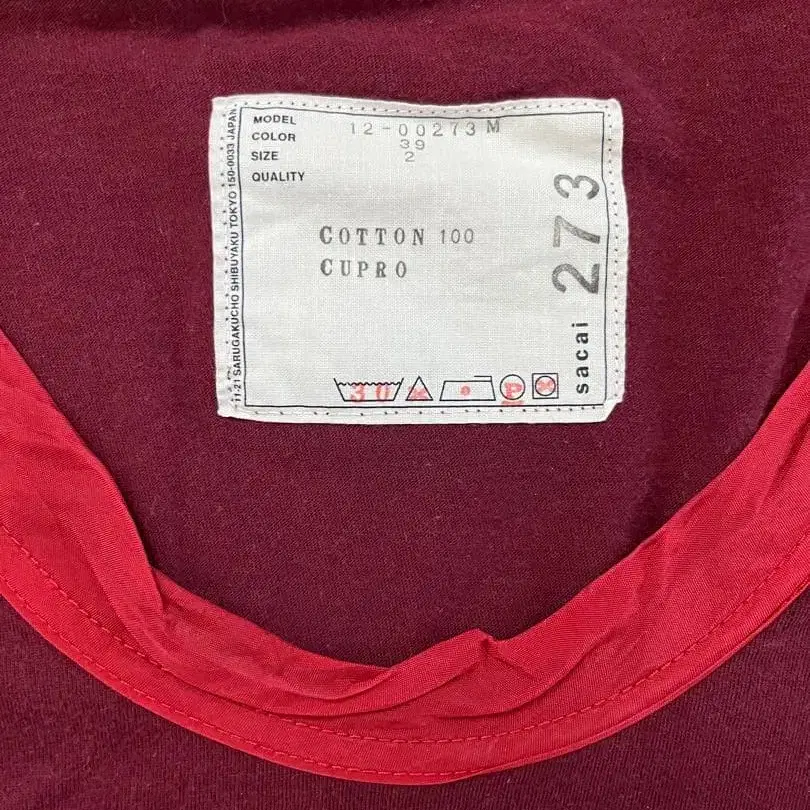 MODEL 12-00273 M
COLOR 39
SIZE 2
QUALITY
COTTON 100
CUPRO
30
P
273
sacai
11-21 SARUGAKUCHO SHIBUYAKU TOKYO 150-0033 JAPAN